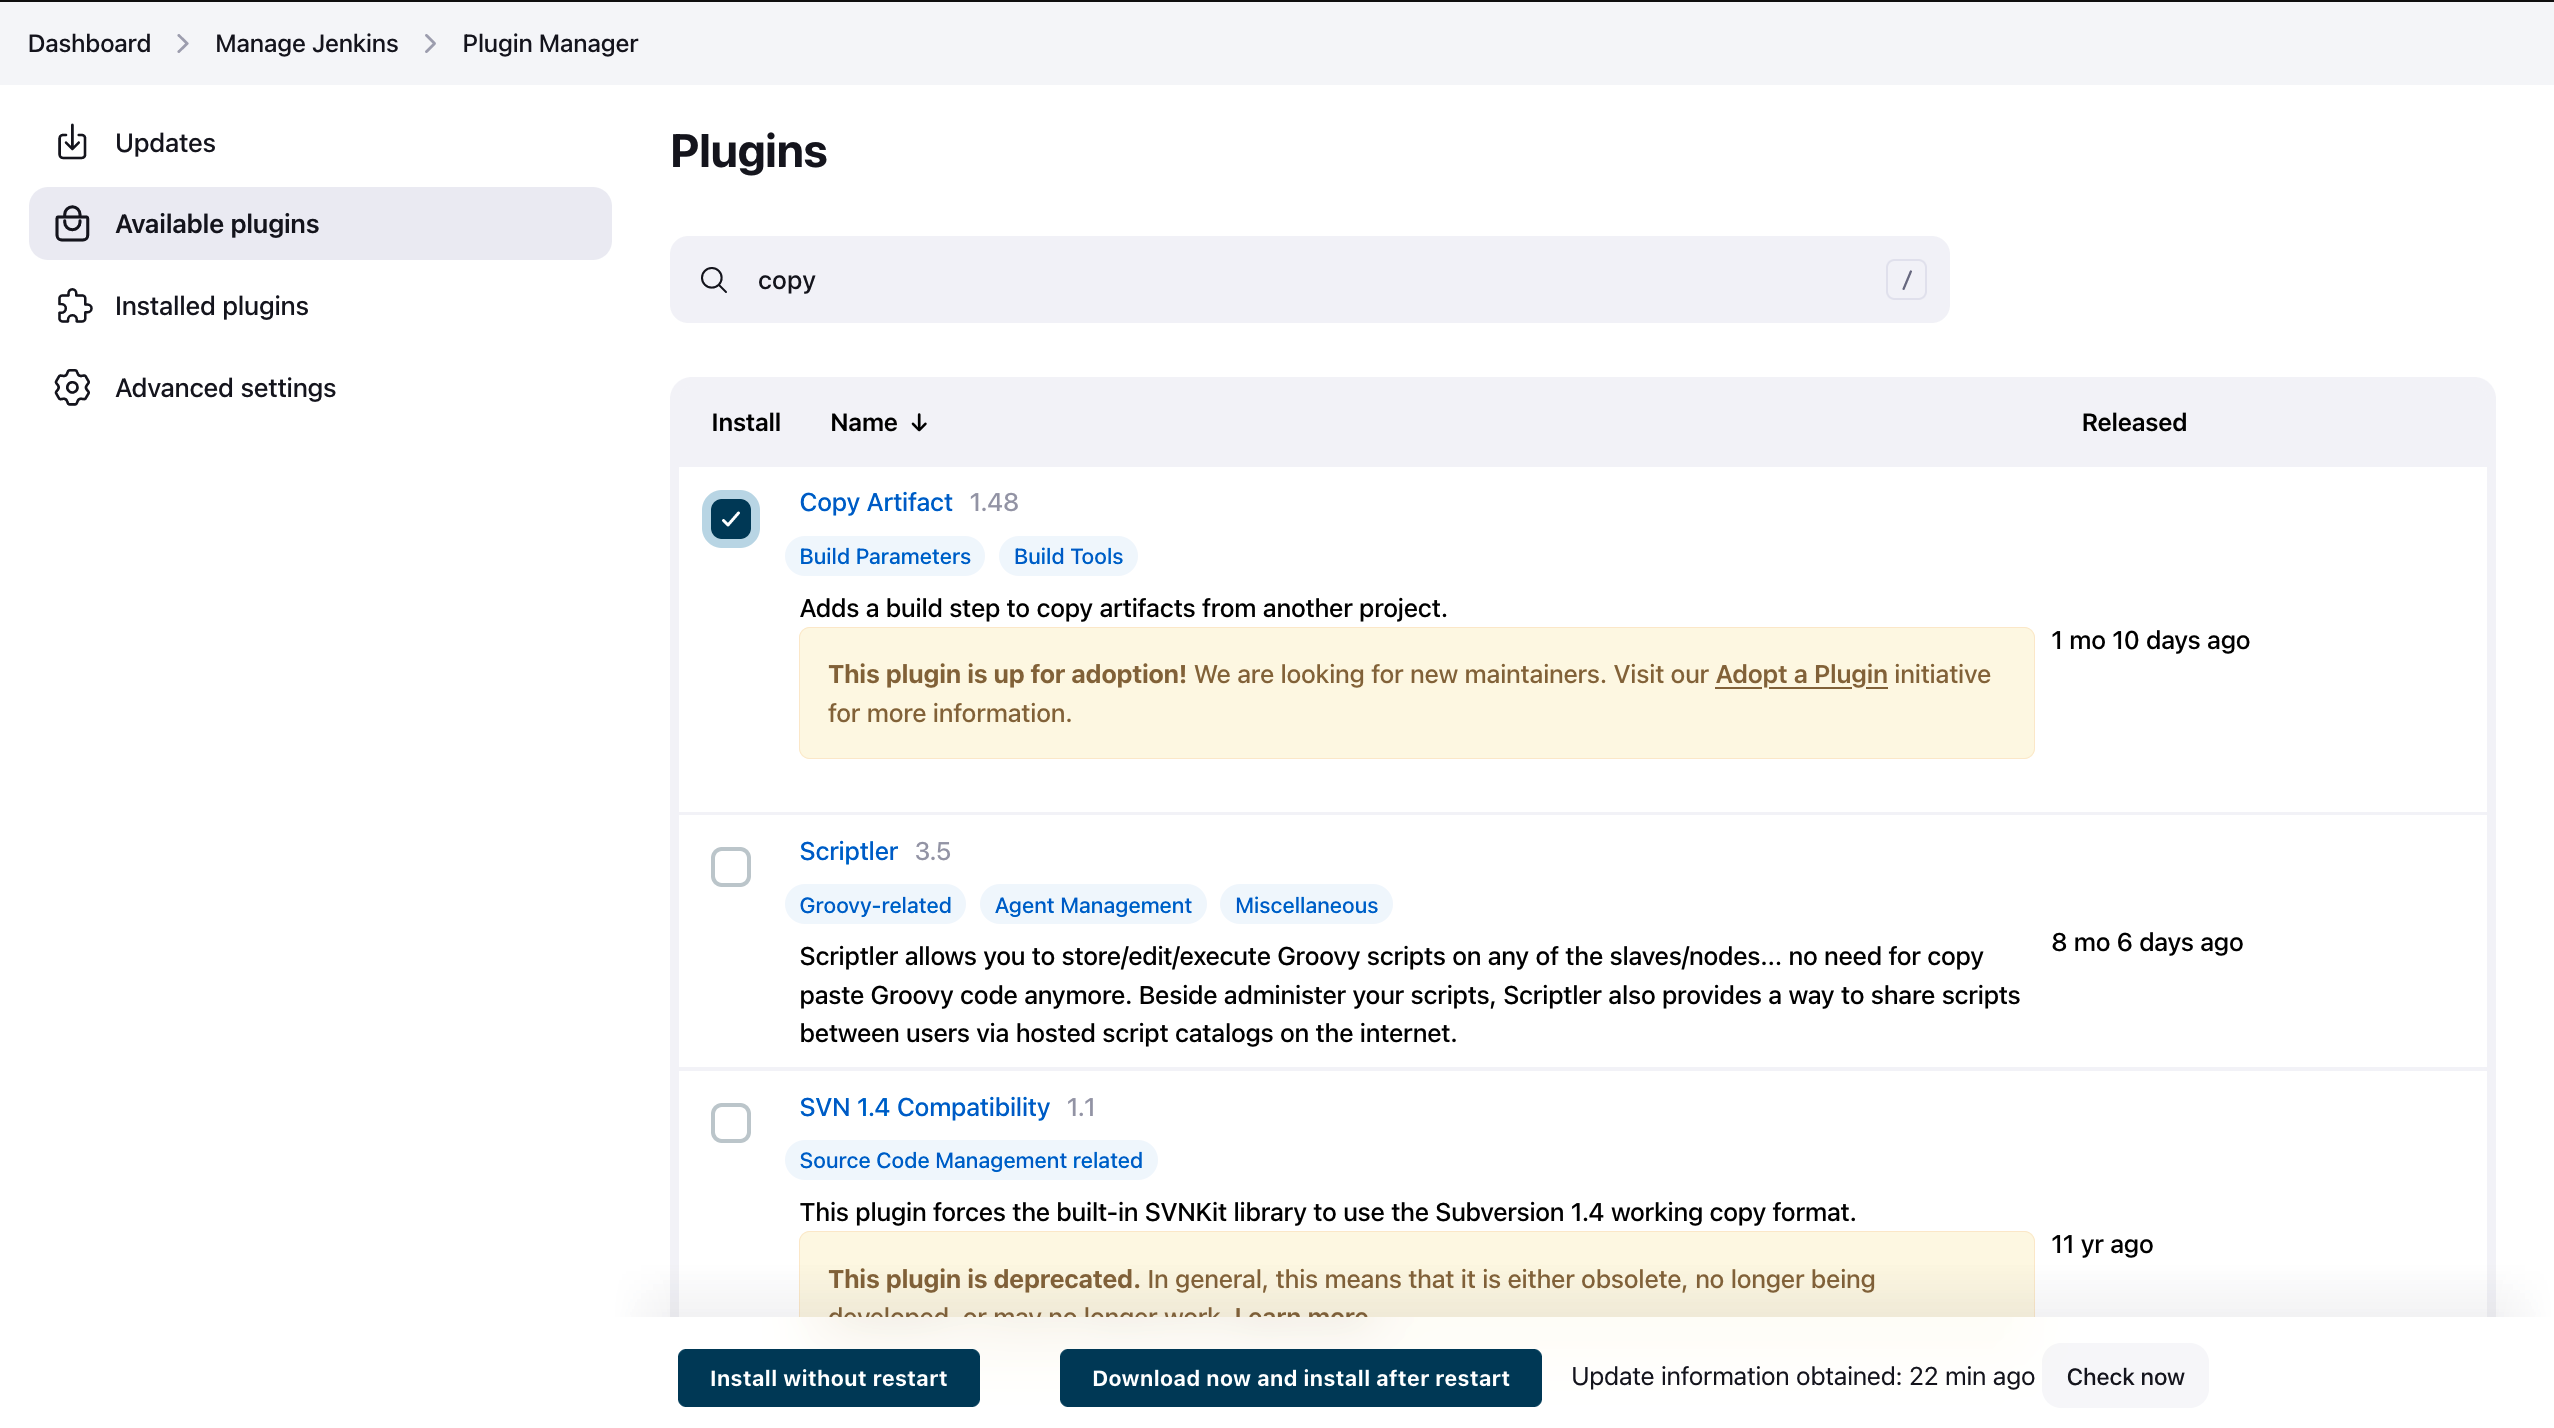 Dashboard > Manage Jenkins > Plugin Manager
Updates
Available plugins
Installed plugins
Advanced settings
Plugins
copy /
Install Name ↓ Released
Copy Artifact 1.48
Build Parameters Build Tools
Adds a build step to copy artifacts from another project.
This plugin is up for adoption! We are looking for new maintainers. Visit our Adopt a Plugin initiative
for more information.
1 mo 10 days ago
Scriptler 3.5
Groovy-related Agent Management Miscellaneous
Scriptler allows you to store/edit/execute Groovy scripts on any of the slaves/nodes... no need for copy
paste Groovy code anymore. Beside administer your scripts, Scriptler also provides a way to share scripts
between users via hosted script catalogs on the internet.
8 mo 6 days ago
SVN 1.4 Compatibility 1.1
Source Code Management related
This plugin forces the built-in SVNKit library to use the Subversion 1.4 working copy format.
This plugin is deprecated. In general, this means that it is either obsolete, no longer being
developed, or may no longer work. Learn more.
11 yr ago
Install without restart Download now and install after restart Update information obtained: 22 min ago Check now